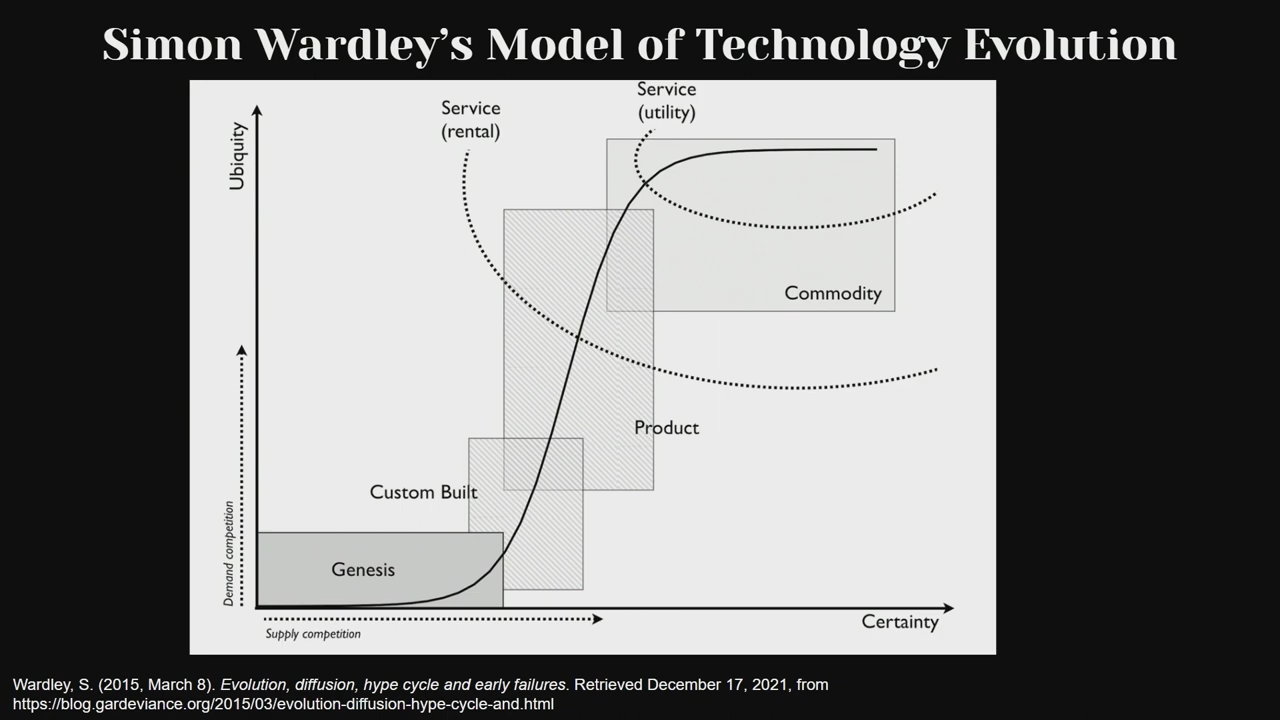 Simon Wardley's Model of Technology Evolution
Service
(rental)
Service
(utility)
Ubiquity
Commodity
Product
Custom Built
Genesis
Demand competition
Supply competition
Certainty
Wardley, S. (2015, March 8). Evolution, diffusion, hype cycle and early failures. Retrieved December 17, 2021, from
https://blog.gardeviance.org/2015/03/evolution-diffusion-hype-cycle-and.html